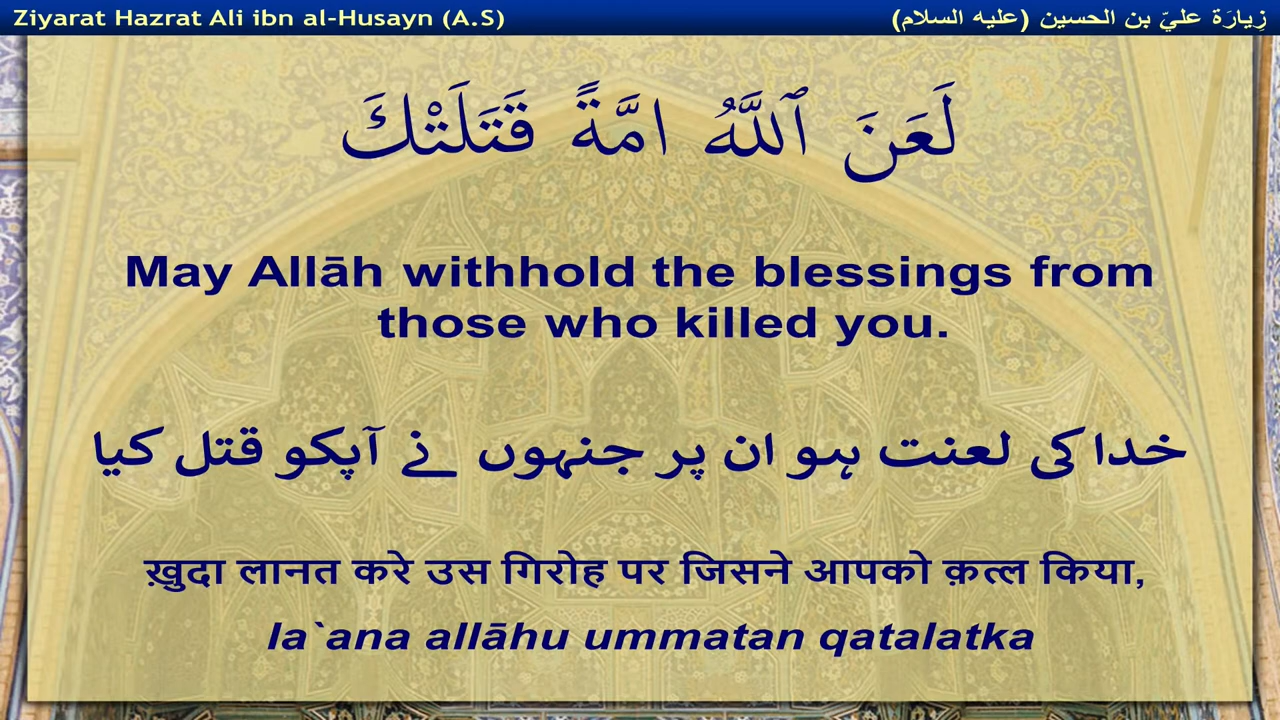 Ziyarat Hazrat Ali ibn al-Husayn (A.S)
زِيارَة عليّ بن الحسين (عليه السلام)
لَعَنَ ٱللَّهُ امَّةً قَتَلَتْكَ
May Allāh withhold the blessings from
those who killed you.
خدا کی لعنت ہو ان پر جنہوں نے آپکو قتل کیا
ख़ुदा लानत करे उस गिरोह पर जिसने आपको क़त्ल किया,
la`ana allāhu ummatan qatalatka